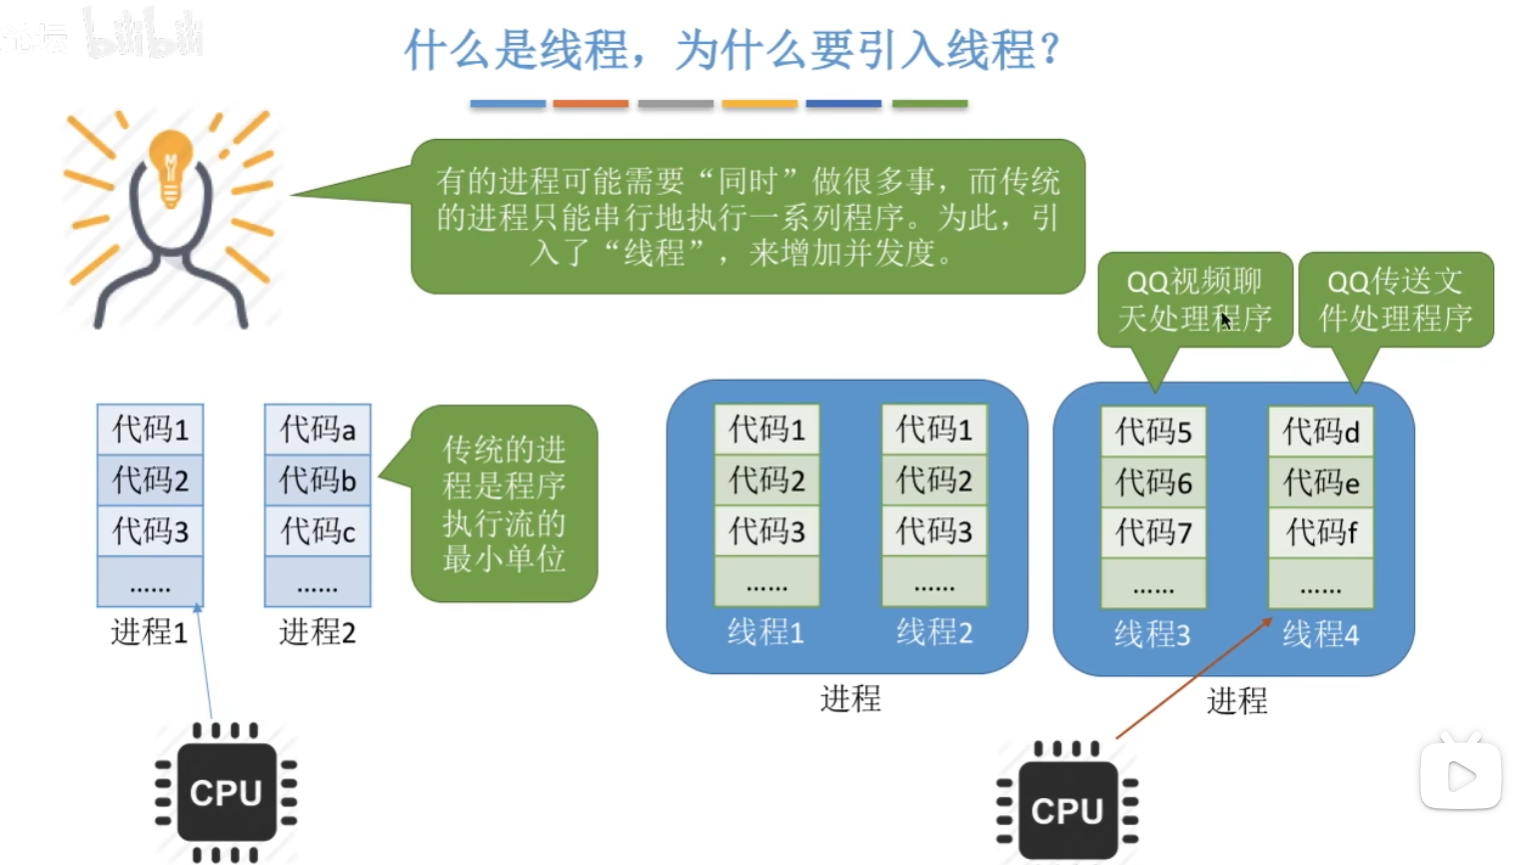 论坛 bilibili
什么是线程，为什么要引入线程？
有的进程可能需要“同时”做很多事，而传统
的进程只能串行地执行一系列程序。为此，引
入了“线程”，来增加并发度。
QQ视频聊
天处理程序
QQ传送文
件处理程序
代码1
代码2
代码3
……
进程1
代码a
代码b
代码c
……
进程2
传统的进
程是程序
执行流的
最小单位
代码1
代码2
代码3
……
线程1
代码1
代码2
代码3
……
线程2
进程
代码5
代码6
代码7
……
线程3
代码d
代码e
代码f
……
线程4
进程
CPU
CPU